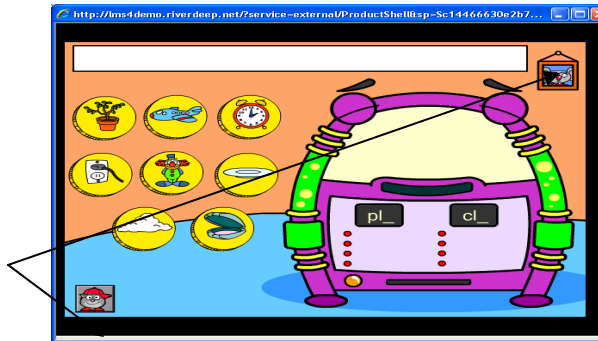 http://lms4demo.riverdeep.net/?service=external/ProductShell&sp=Sc14466630e2b7...
pl_ cl_